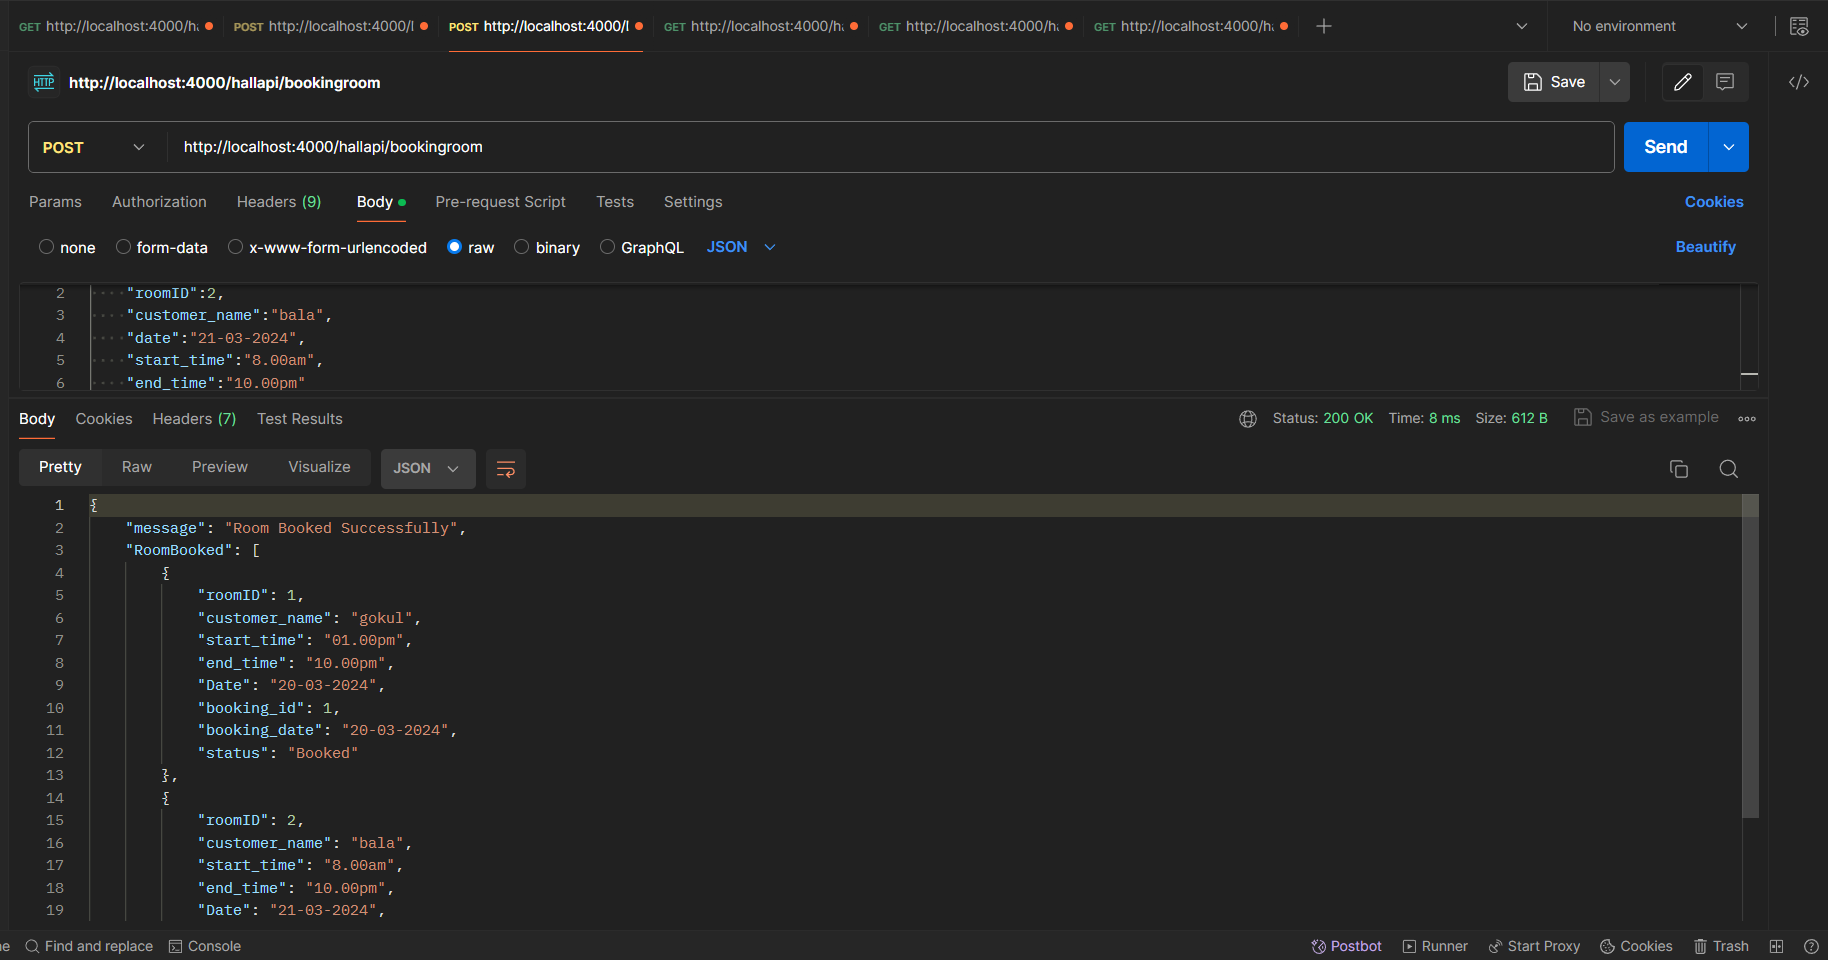 GET http://localhost:4000/h POST http://localhost:4000/ POST http://localhost:4000/ GET http://localhost:4000/h GET http://localhost:4000/h GET http://localhost:4000/h No environment
HTTP http://localhost:4000/hallapi/bookingroom Save
POST http://localhost:4000/hallapi/bookingroom Send
Params Authorization Headers (9) Body Pre-request Script Tests Settings Cookies
none form-data x-www-form-urlencoded raw binary GraphQL JSON Beautify
2 "roomID":2,
3 "customer_name":"bala",
4 "date":"21-03-2024",
5 "start_time":"8.00am",
6 "end_time":"10.00pm"
Body Cookies Headers (7) Test Results Status: 200 OK Time: 8 ms Size: 612 B Save as example
Pretty Raw Preview Visualize JSON
1 {
2 "message": "Room Booked Successfully",
3 "RoomBooked": [
4 {
5 "roomID": 1,
6 "customer_name": "gokul",
7 "start_time": "01.00pm",
8 "end_time": "10.00pm",
9 "Date": "20-03-2024",
10 "booking_id": 1,
11 "booking_date": "20-03-2024",
12 "status": "Booked"
13 },
14 {
15 "roomID": 2,
16 "customer_name": "bala",
17 "start_time": "8.00am",
18 "end_time": "10.00pm",
19 "Date": "21-03-2024",
Find and replace Console Postbot Runner Start Proxy Cookies Trash